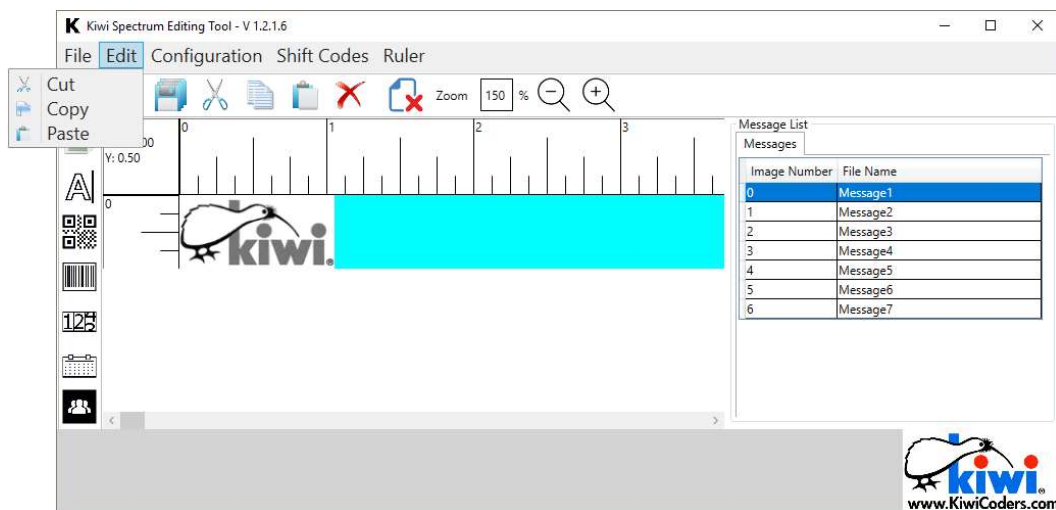 Kiwi Spectrum Editing Tool - V 1.2.1.6
File Edit Configuration Shift Codes Ruler
Cut
Copy
Paste
Zoom 150 %
00
Y: 0.50
0 1 2 3
0
kiwi®
Message List
Messages
Image Number File Name
0 Message1
1 Message2
2 Message3
3 Message4
4 Message5
5 Message6
6 Message7
kiwi®
www.KiwiCoders.com